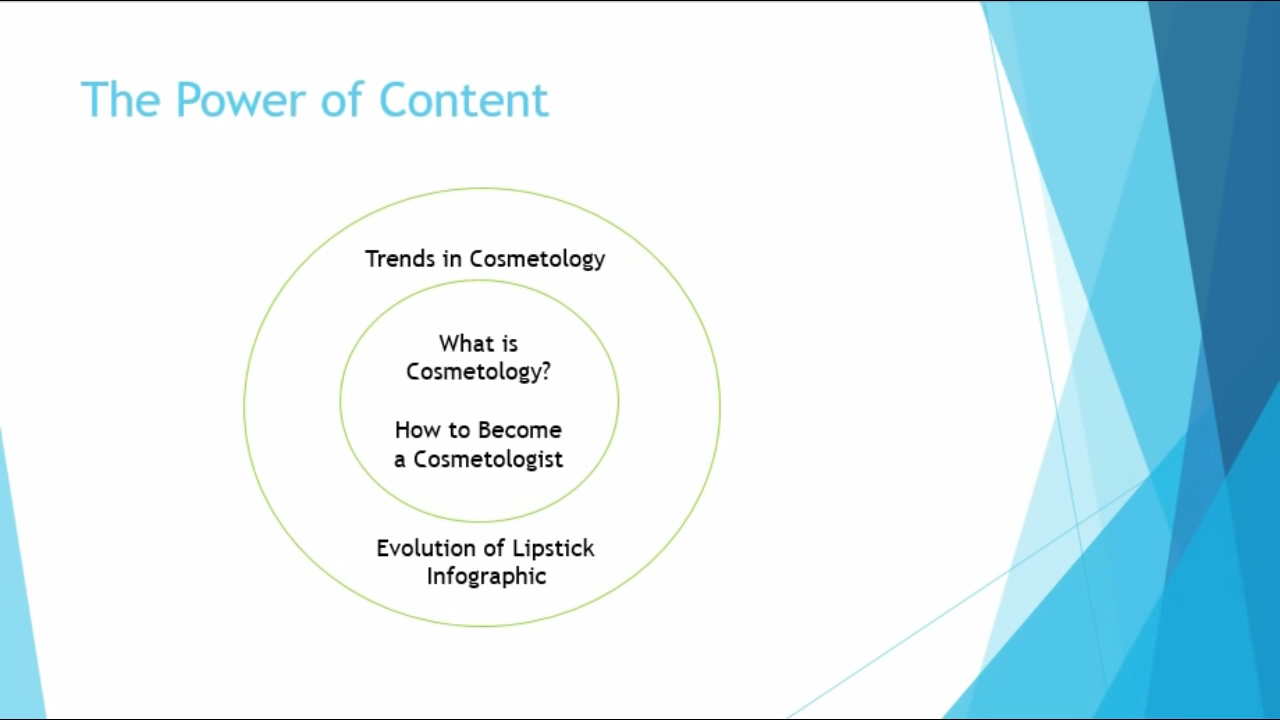 The Power of Content
Trends in Cosmetology
What is
Cosmetology?
How to Become
a Cosmetologist
Evolution of Lipstick
Infographic